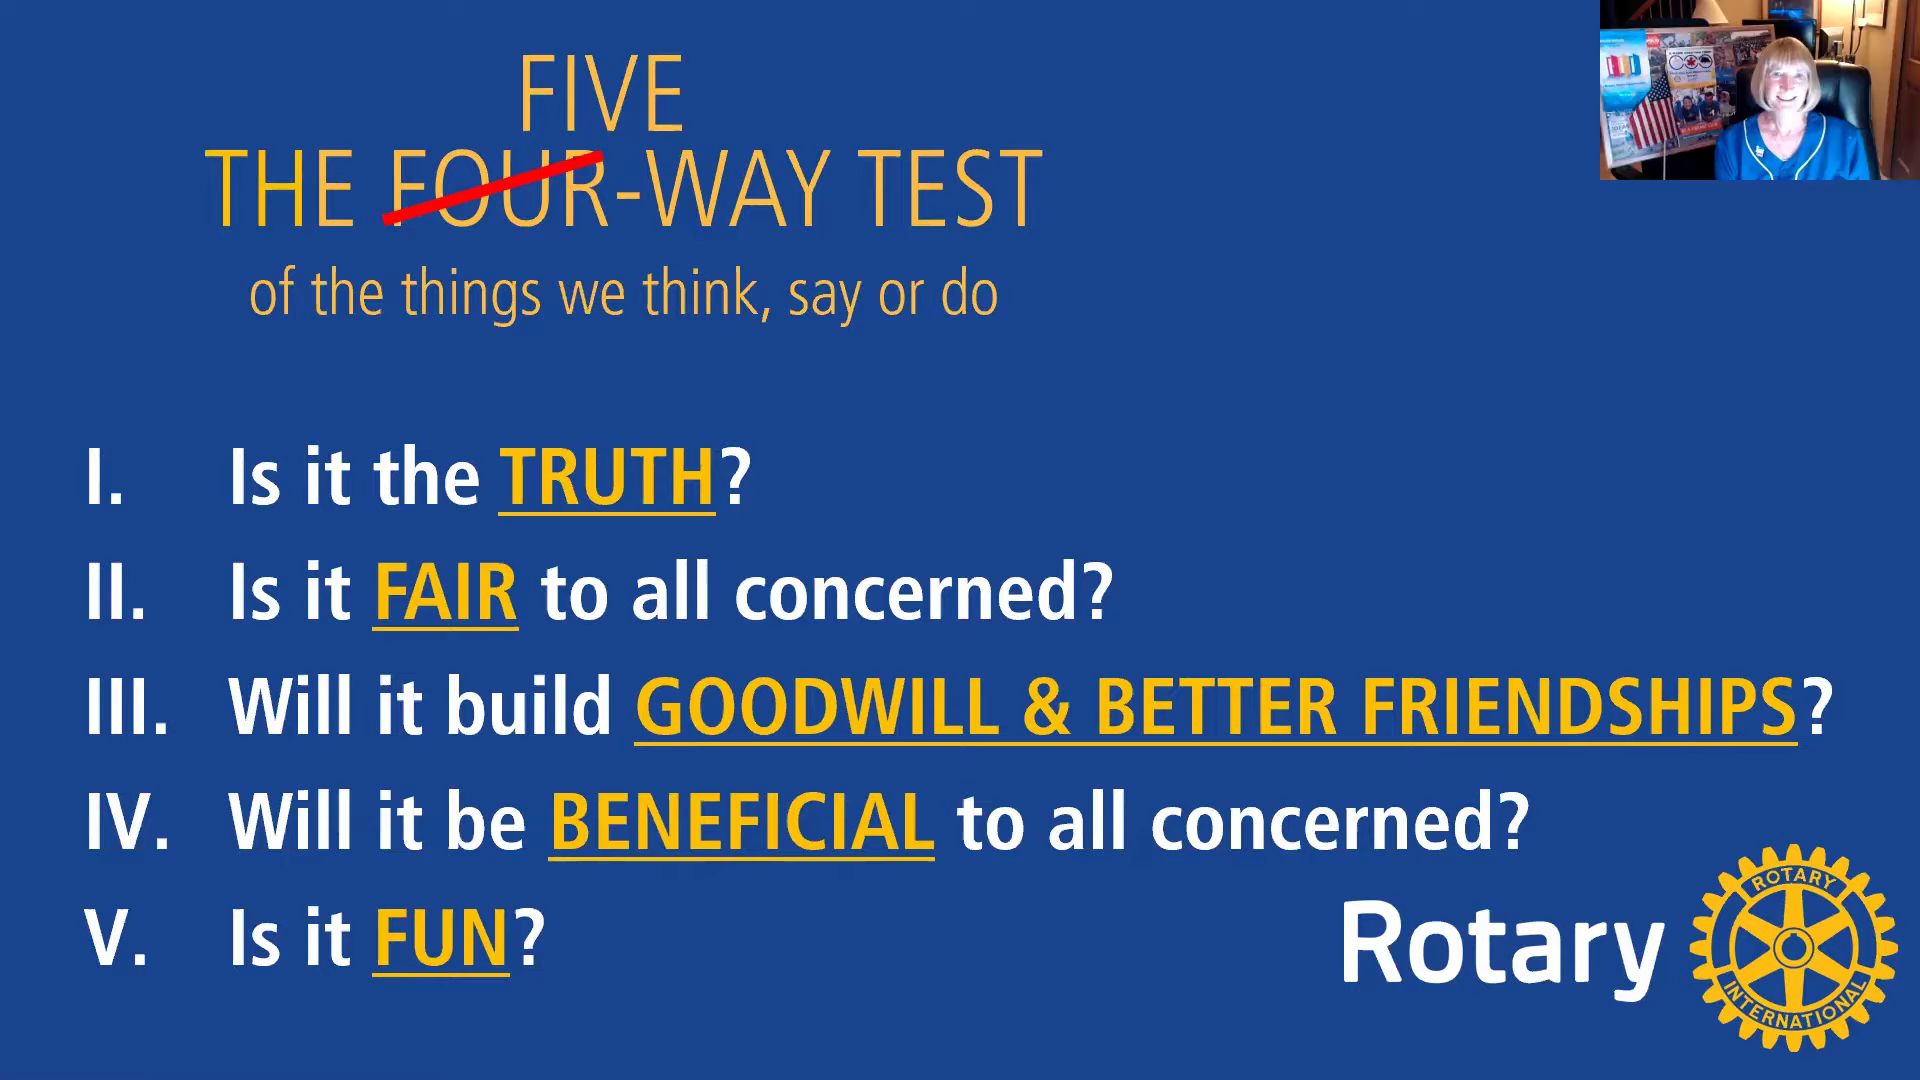 FIVE
THE FOUR-WAY TEST
of the things we think, say or do
I. Is it the TRUTH?
II. Is it FAIR to all concerned?
III. Will it build GOODWILL & BETTER FRIENDSHIPS?
IV. Will it be BENEFICIAL to all concerned?
V. Is it FUN?
Rotary
ROTARY
INTERNATIONAL